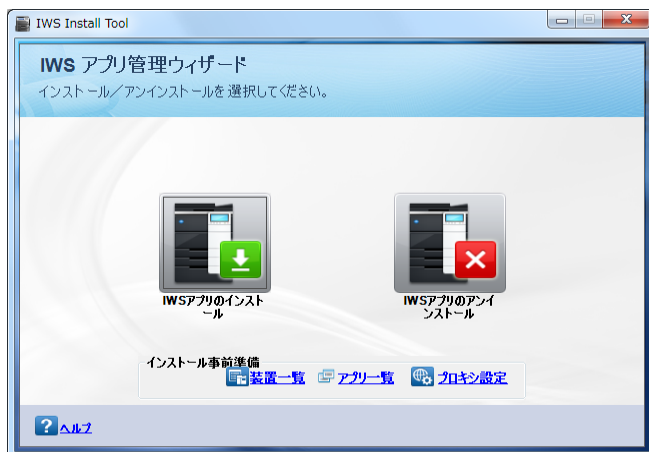 IWS Install Tool
IWS アプリ管理ウィザード
インストール／アンインストールを選択してください。
IWSアプリのインスト
ール
IWSアプリのアンイ
ンストール
インストール事前準備
装置一覧 アプリ一覧 プロキシ設定
? ヘルプ